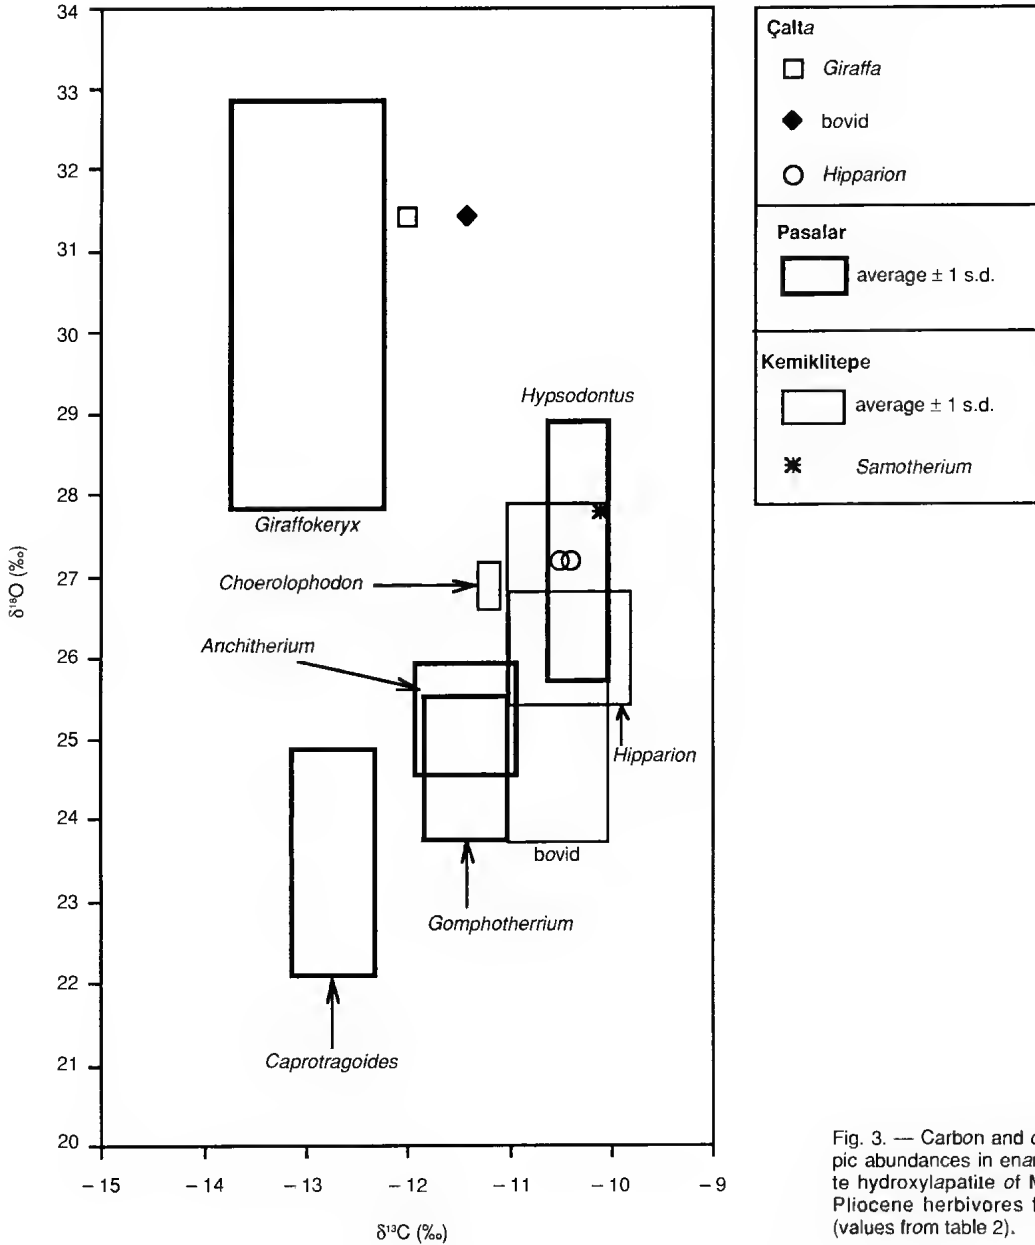 34
33
32
31
30
29
28
27
26
25
24
23
22
21
20
δ¹⁸O (‰)
−15
−14
−13
−12
−11
−10
−9
δ¹³C (‰)
Giraffokeryx
Hypsodontus
Choerolophodon
Anchitherium
Hipparion
bovid
Gomphotherrium
Caprotragoides
Çalta
Giraffa
bovid
Hipparion
Pasalar
average ± 1 s.d.
Kemiklitepe
average ± 1 s.d.
Samotherium
Fig. 3. — Carbon and
pic abundances in
te hydroxylapatite of
Pliocene herbivores
(values from table 2).